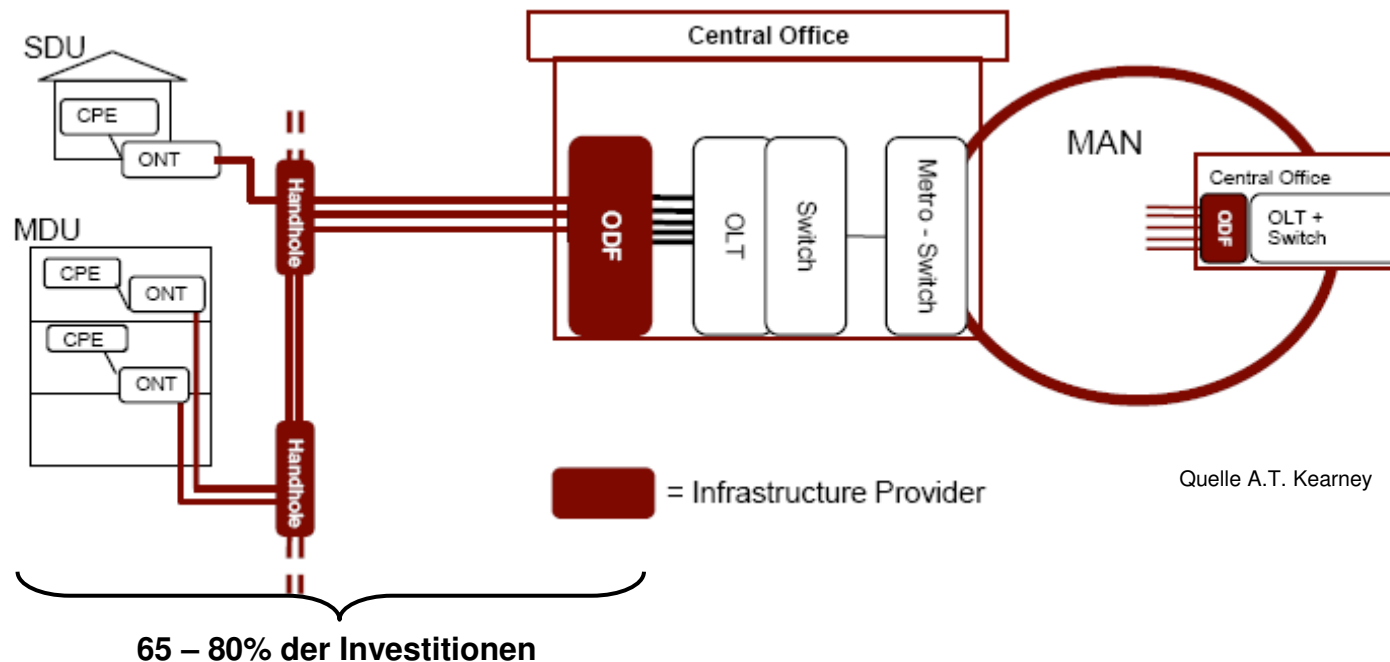 Central Office
SDU
CPE
ONT
MDU
CPE
ONT
CPE
ONT
Handhole
Handhole
ODF
OLT
Switch
Metro - Switch
MAN
Central Office
ODF
OLT +
Switch
= Infrastructure Provider
Quelle A.T. Kearney
65 – 80% der Investitionen